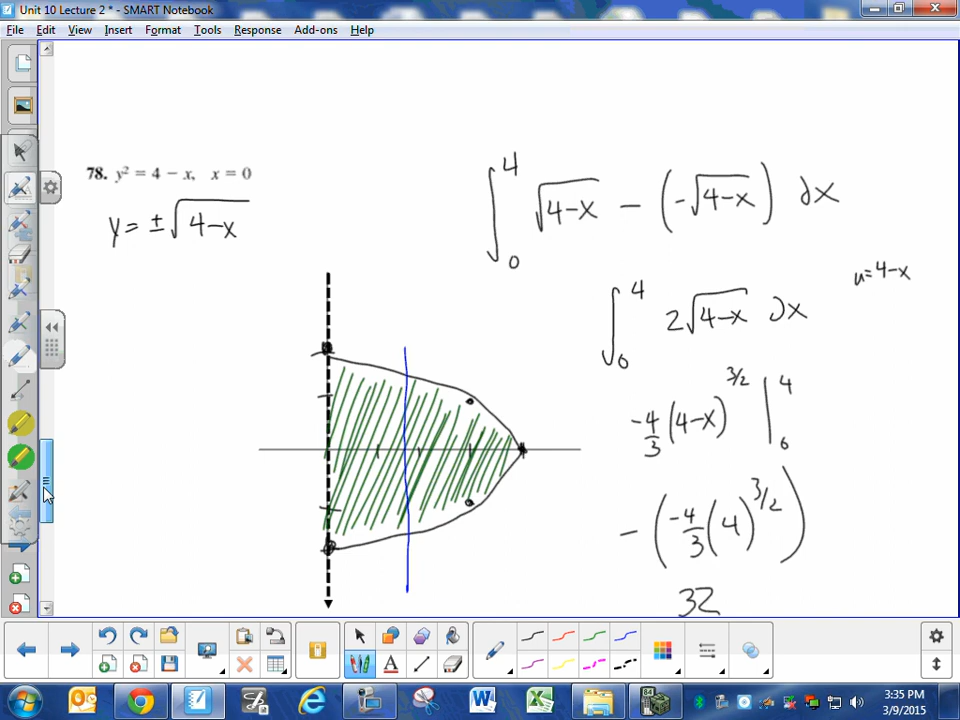 Unit 10 Lecture 2 * - SMART Notebook
File Edit View Insert Format Tools Response Add-ons Help
78. y² = 4 − x, x = 0
y = ±√4−x
∫₀⁴ √4−x − (−√4−x) dx
u=4−x
∫₀⁴ 2√4−x dx
−4/3 (4−x)^3/2 |₀⁴
− (−4/3 (4)^3/2)
32
A
84
3:35 PM
3/9/2015